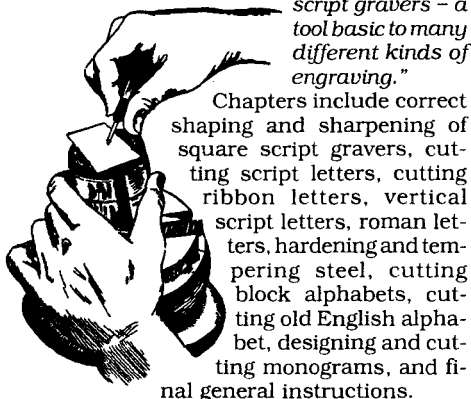 script gravers – a
tool basic to many
different kinds of
engraving."
Chapters include correct
shaping and sharpening of
square script gravers, cut-
ting script letters, cutting
ribbon letters, vertical
script letters, roman let-
ters, hardening and tem-
pering steel, cutting
block alphabets, cut-
ting old English alpha-
bet, designing and cut-
ting monograms, and fi-
nal general instructions.